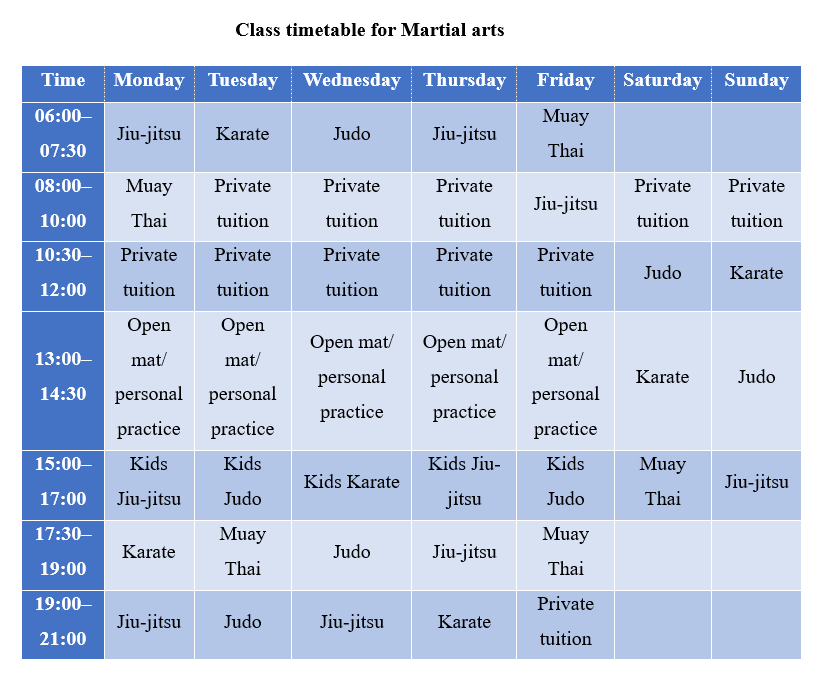 Class timetable for Martial arts
Time Monday Tuesday Wednesday Thursday Friday Saturday Sunday
06:00–
07:30
Jiu-jitsu
Karate
Judo
Jiu-jitsu
Muay
Thai
08:00–
10:00
Muay
Thai
Private
tuition
Private
tuition
Private
tuition
Jiu-jitsu
Private
tuition
Private
tuition
10:30–
12:00
Private
tuition
Private
tuition
Private
tuition
Private
tuition
Private
tuition
Judo
Karate
13:00–
14:30
Open
mat/
personal
practice
Open
mat/
personal
practice
Open mat/
personal
practice
Open mat/
personal
practice
Open
mat/
personal
practice
Karate
Judo
15:00–
17:00
Kids
Jiu-jitsu
Kids
Judo
Kids Karate
Kids Jiu-
jitsu
Kids
Judo
Muay
Thai
Jiu-jitsu
17:30–
19:00
Karate
Muay
Thai
Judo
Jiu-jitsu
Muay
Thai
19:00–
21:00
Jiu-jitsu
Judo
Jiu-jitsu
Karate
Private
tuition